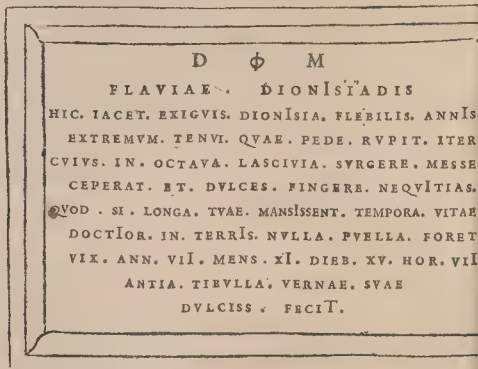 D ϕ M
FLAVIAE . DIONISIADIS
HIC. IACET. EXIGVIS. DIONISIA. FLEBILIS. ANNIS
EXTREMVM. TENVI. QVAE. PEDE. RVPIT. ITER
CVIVS. IN. OCTAVA. LASCIVIA. SVRGERE. MESSE
CEPERAT. ET. DVLCES. FINGERE. NEQVITIAS.
QVOD . SI . LONGA . TVAE. MANSISSENT. TEMPORA. VITAE
DOCTIOR. IN. TERRIS. NVLLA. PVELLA. FORET
VIX. ANN. VII. MENS. XI. DIEB. XV. HOR. VII
ANTIA. TIBVLLA. VERNAE. SVAE
DVLCISS . FECIT.